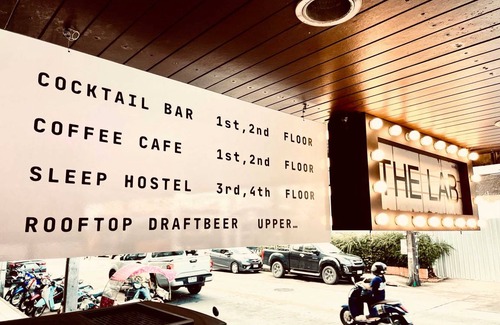 COCKTAIL BAR 1st,2nd FLOOR
COFFEE CAFE 1st,2nd FLOOR
SLEEP HOSTEL 3rd,4th FLOOR
ROOFTOP DRAFTBEER UPPER…
THE LAB